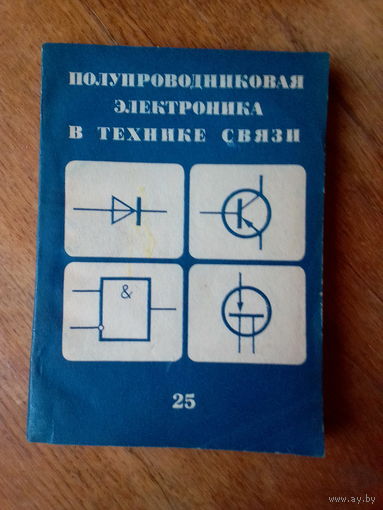 ПОЛУПРОВОДНИКОВАЯ
ЭЛЕКТРОНИКА
В ТЕХНИКЕ СВЯЗИ
&
25
www.ay.by